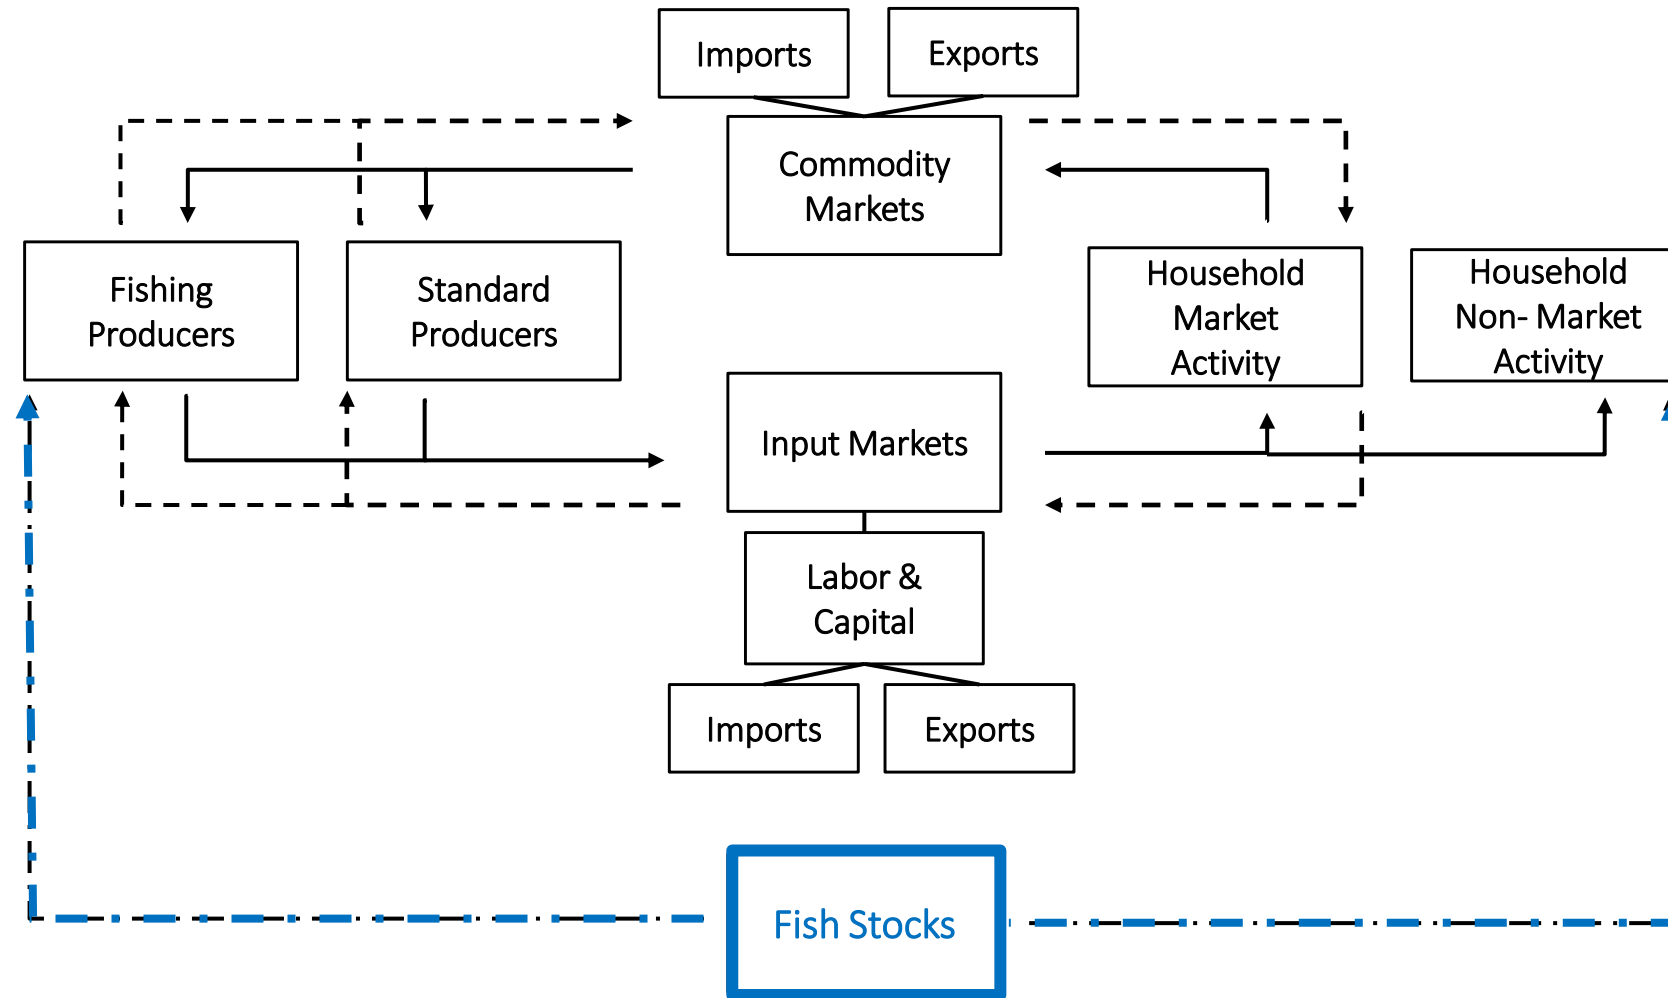 Imports
Exports
Commodity
Markets
Fishing
Producers
Standard
Producers
Household
Market
Activity
Household
Non- Market
Activity
Input Markets
Labor &
Capital
Imports
Exports
Fish Stocks